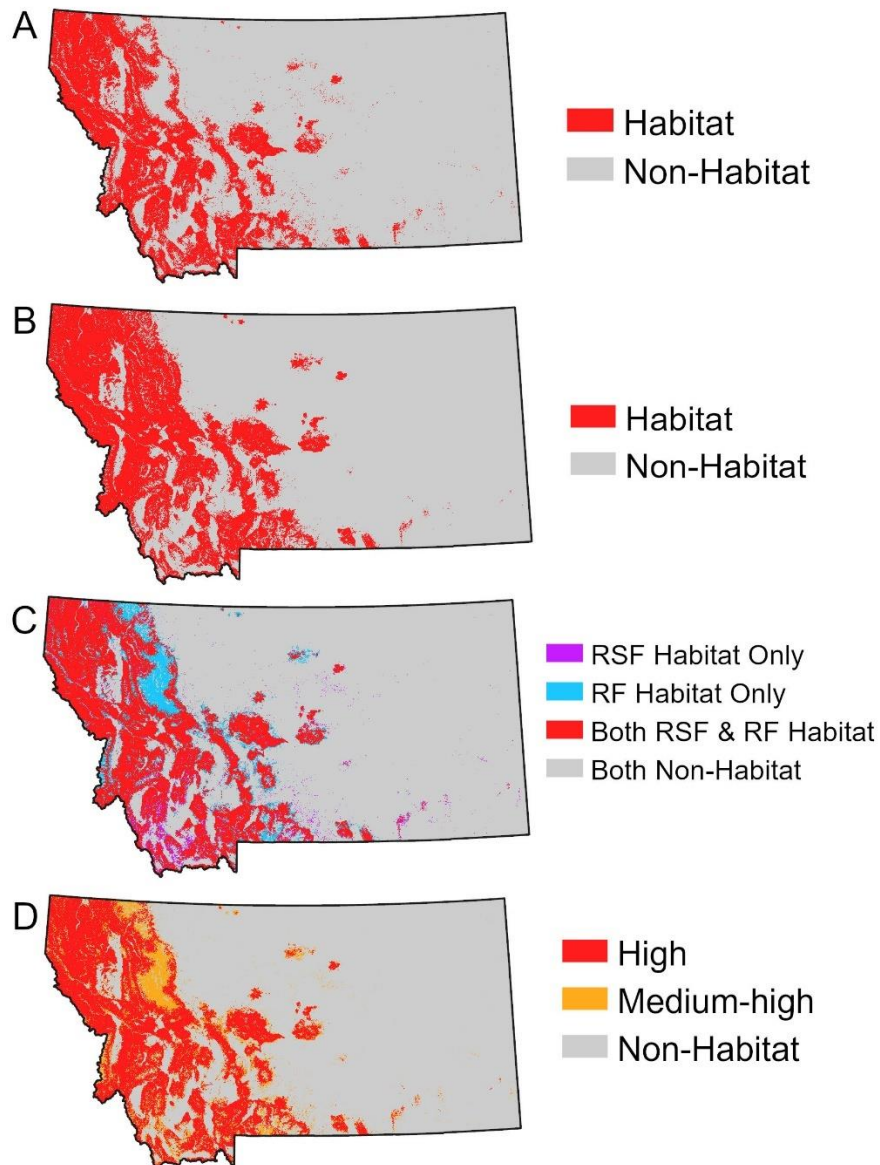 A
Habitat
Non-Habitat
B
Habitat
Non-Habitat
C
RSF Habitat Only
RF Habitat Only
Both RSF & RF Habitat
Both Non-Habitat
D
High
Medium-high
Non-Habitat